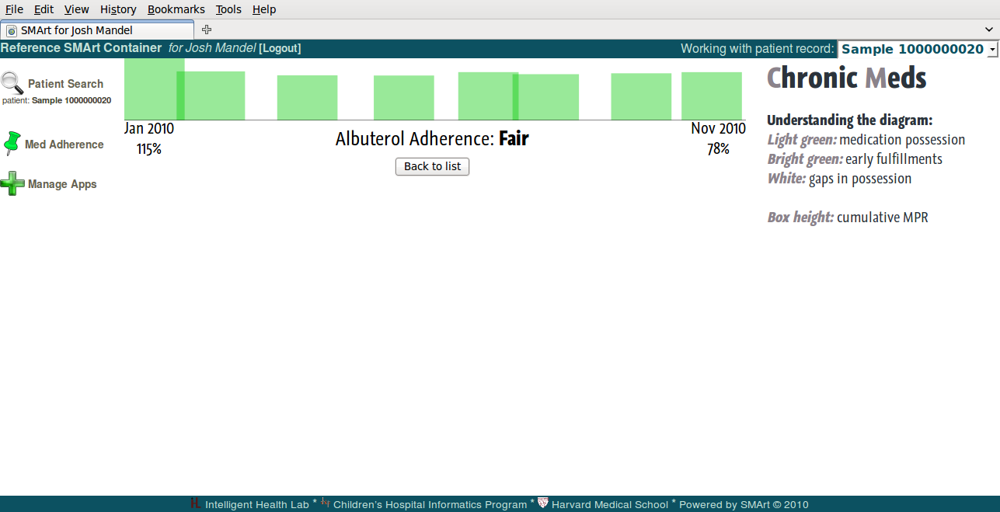 File Edit View History Bookmarks Tools Help
SMArt for Josh Mandel
Reference SMArt Container for Josh Mandel [Logout]
Working with patient record: Sample 1000000020
Patient Search
patient: Sample 1000000020
Med Adherence
Manage Apps
Jan 2010
115%
Albuterol Adherence: Fair
Back to list
Nov 2010
78%
Chronic Meds
Understanding the diagram:
Light green: medication possession
Bright green: early fulfillments
White: gaps in possession
Box height: cumulative MPR
Intelligent Health Lab * Children's Hospital Informatics Program * Harvard Medical School * Powered by SMArt © 2010